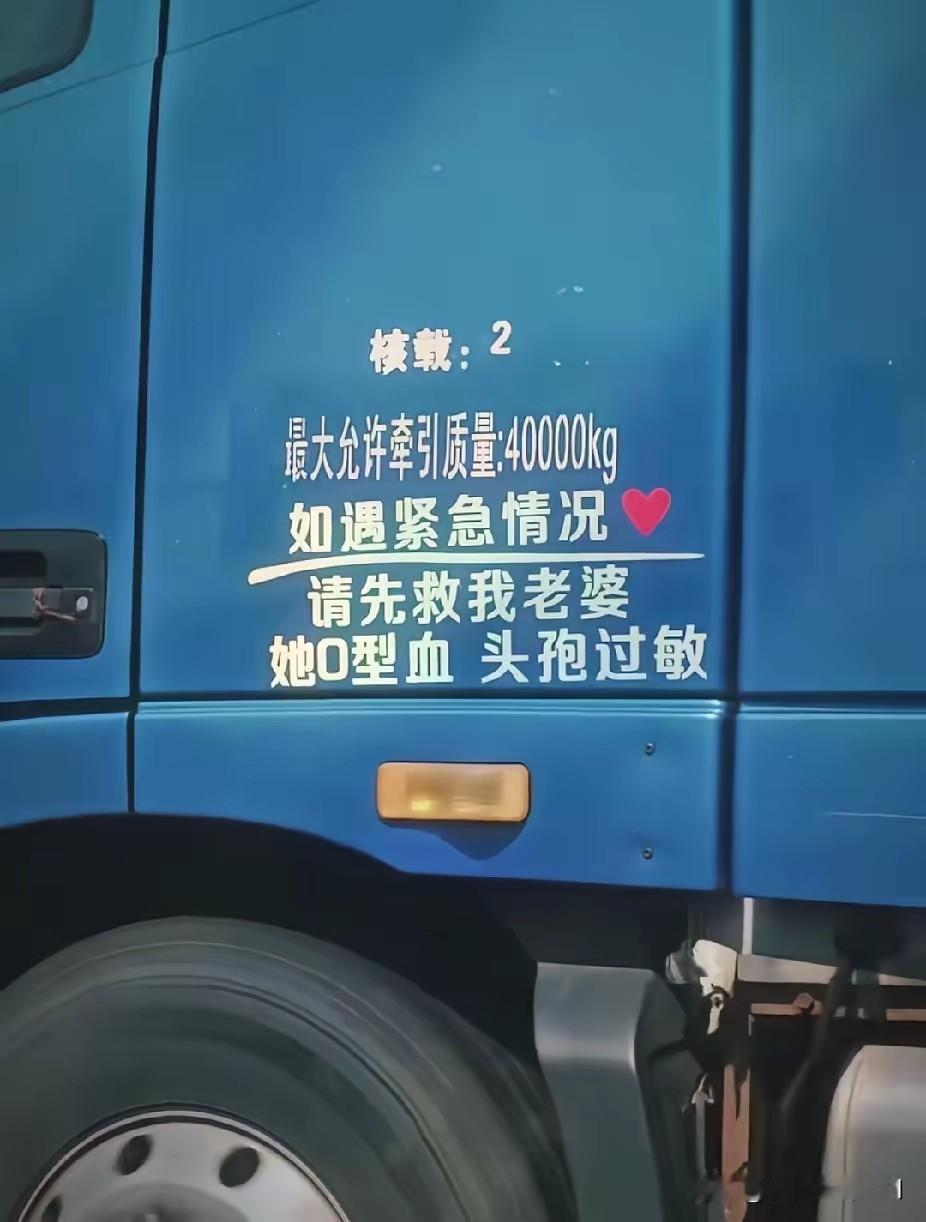 核载：2
最大允许牵引质量:40000kg
如遇紧急情况
请先救我老婆
她O型血 头孢过敏